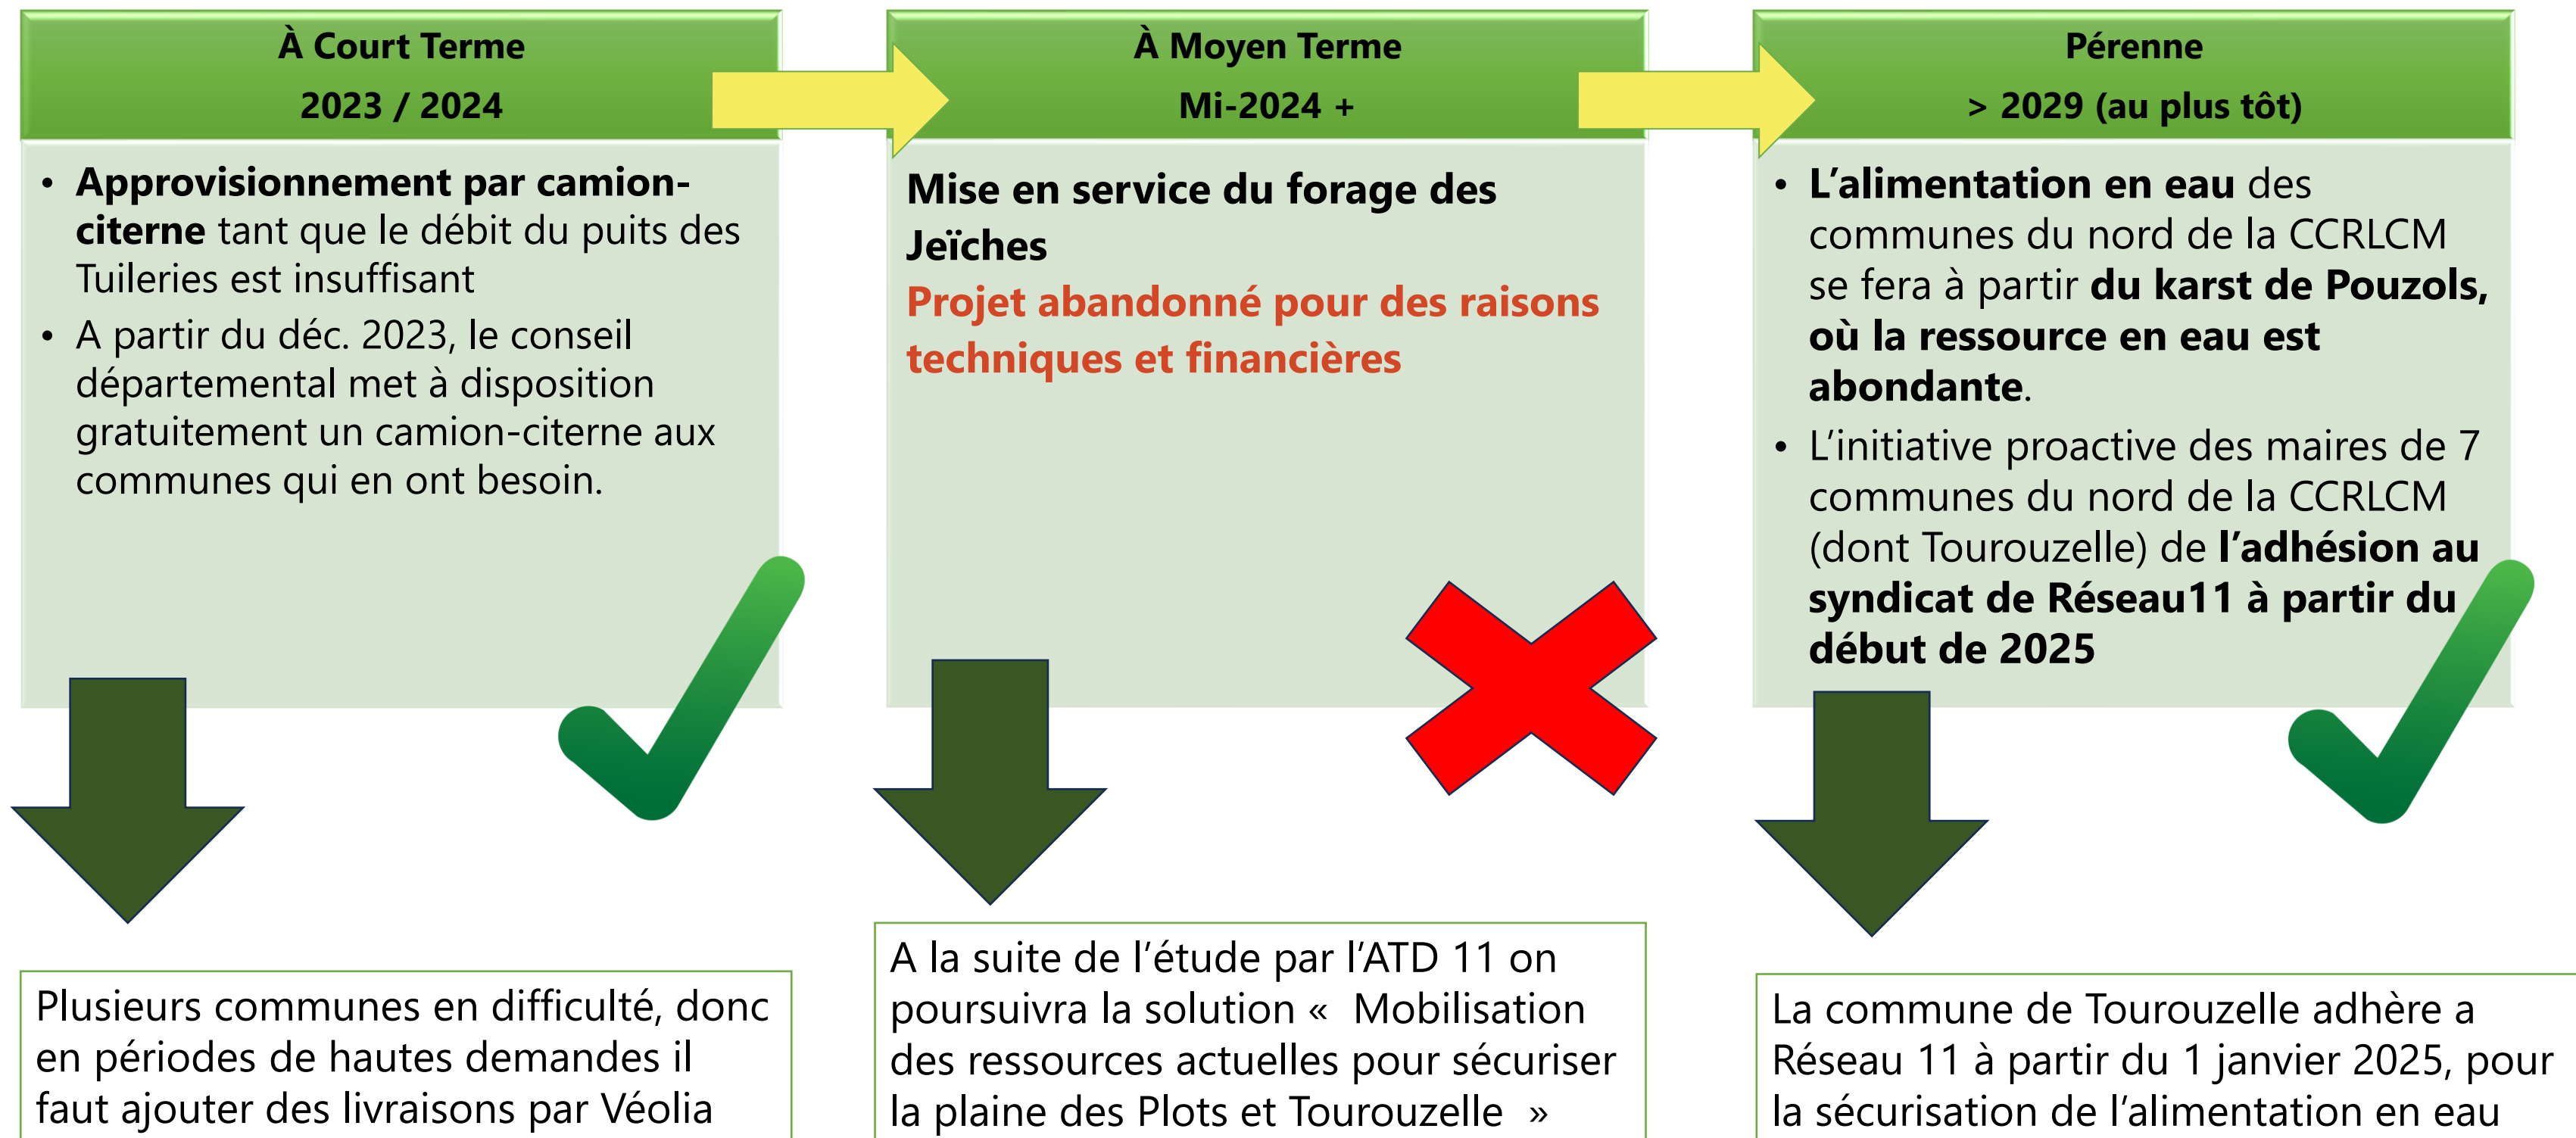 À Court Terme
2023 / 2024
• Approvisionnement par camion-
citerne tant que le débit du puits des
Tuileries est insuffisant
• A partir du déc. 2023, le conseil
départemental met à disposition
gratuitement un camion-citerne aux
communes qui en ont besoin.
Plusieurs communes en difficulté, donc
en périodes de hautes demandes il
faut ajouter des livraisons par Véolia
À Moyen Terme
Mi-2024 +
Mise en service du forage des
Jeïches
Projet abandonné pour des raisons
techniques et financières
A la suite de l’étude par l’ATD 11 on
poursuivra la solution «  Mobilisation
des ressources actuelles pour sécuriser
la plaine des Plots et Tourouzelle  »
Pérenne
> 2029 (au plus tôt)
• L’alimentation en eau des
communes du nord de la CCRLCM
se fera à partir du karst de Pouzols,
où la ressource en eau est
abondante.
• L’initiative proactive des maires de 7
communes du nord de la CCRLCM
(dont Tourouzelle) de l’adhésion au
syndicat de Réseau11 à partir du
début de 2025
La commune de Tourouzelle adhère a
Réseau 11 à partir du 1 janvier 2025, pour
la sécurisation de l’alimentation en eau